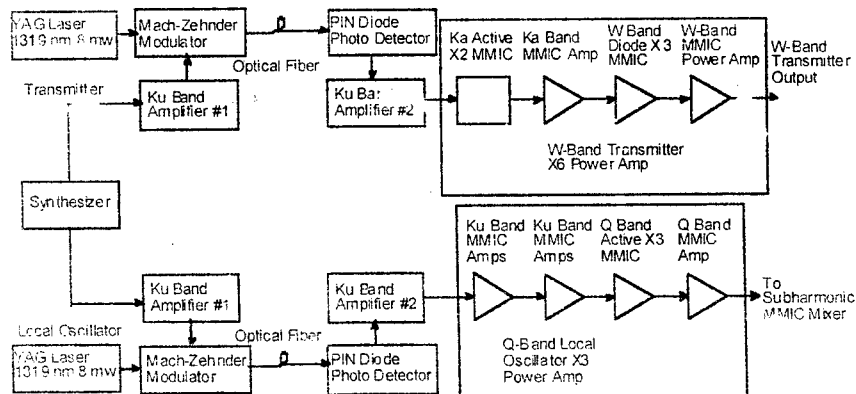 YAG Laser
1319 nm 8 mw
Mach-Zehnder
Modulator
Optical Fiber
PIN Diode
Photo Detector
Transmitter
Ku Band
Amplifier #1
Ku Bar
Amplifier #2
Ka Active
X2 MMIC
Ka Band
MMIC Amp
W Band
Diode X3
MMIC
W-Band
MMIC
Power Amp
W-Band
Transmitter
Output
W-Band Transmitter
X6 Power Amp
Synthesizer
Ku Band
Amplifier #1
Ku Band
Amplifier #2
Ku Band
MMIC
Amps
Ku Band
MMIC
Amps
Q Band
Active X3
MMIC
Q Band
MMIC
Amp
To
Subharmonic
MMIC Mixer
Local Oscillator
YAG Laser
1319 nm 8 mw
Mach-Zehnder
Modulator
Optical Fiber
PIN Diode
Photo Detector
Q-Band Local
Oscillator X3
Power Amp